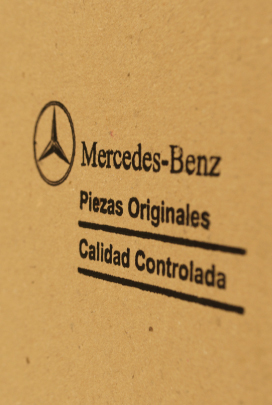 Mercedes-Benz
Piezas Originales
Calidad Controlada